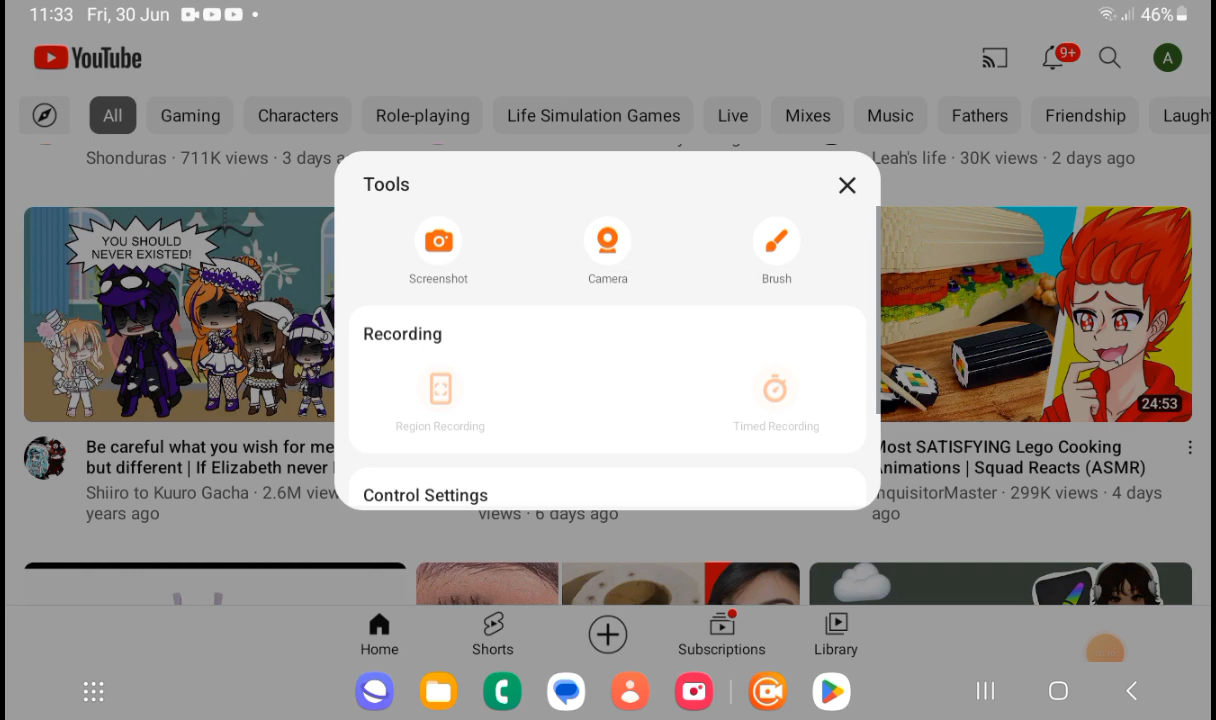 11:33 Fri, 30 Jun
46%
YouTube
9+
A
All
Gaming
Characters
Role-playing
Life Simulation Games
Live
Mixes
Music
Fathers
Friendship
Laugh
Shonduras · 711K views · 3 days a
Leah's life · 30K views · 2 days ago
Tools
Screenshot
Camera
Brush
Recording
Region Recording
Timed Recording
Control Settings
YOU SHOULD
NEVER EXISTED!
24:53
Be careful what you wish for me
but different | If Elizabeth never
Shiiro to Kuuro Gacha · 2.6M view
years ago
views · 6 days ago
Most SATISFYING Lego Cooking
Animations | Squad Reacts (ASMR)
InquisitorMaster · 299K views · 4 days
ago
Home
Shorts
Subscriptions
Library